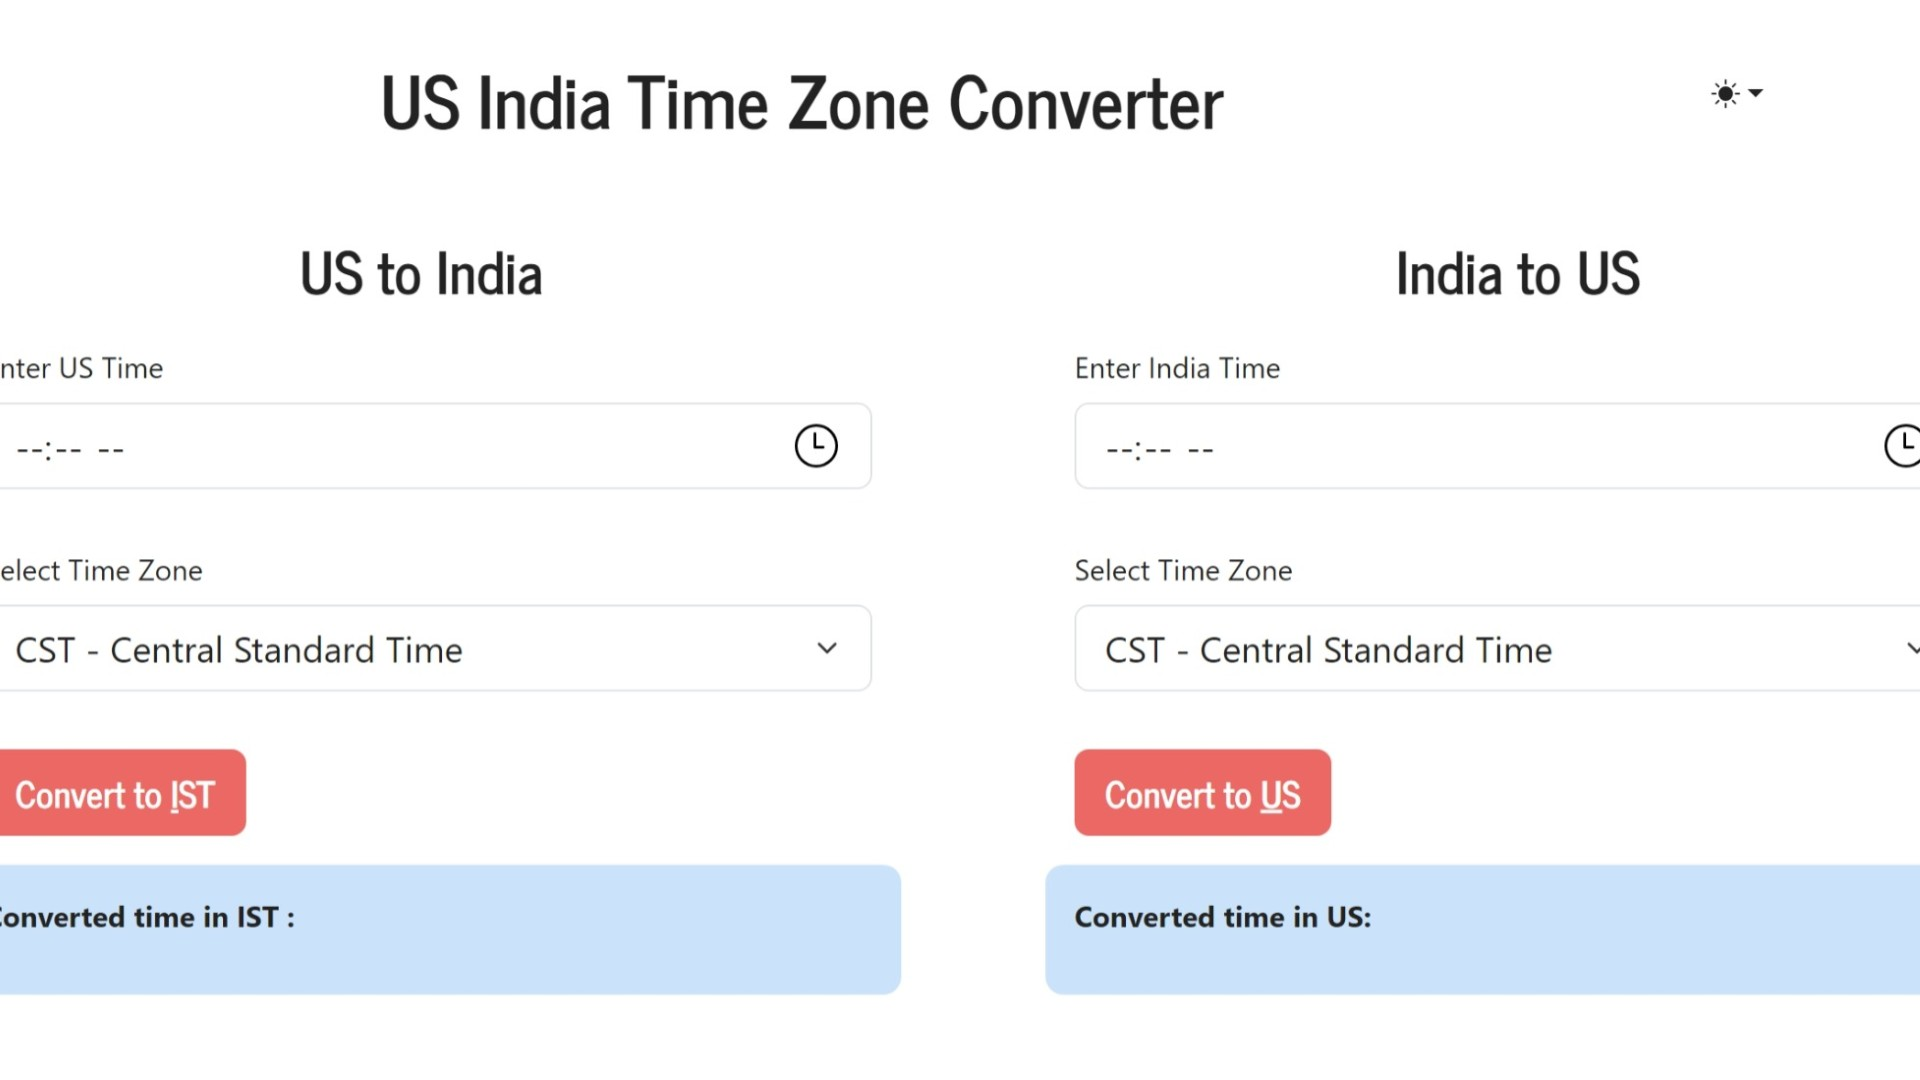 US India Time Zone Converter
US to India
nter US Time
--:-- --
elect Time Zone
CST - Central Standard Time
Convert to IST
onverted time in IST :
India to US
Enter India Time
--:-- --
Select Time Zone
CST - Central Standard Time
Convert to US
Converted time in US: